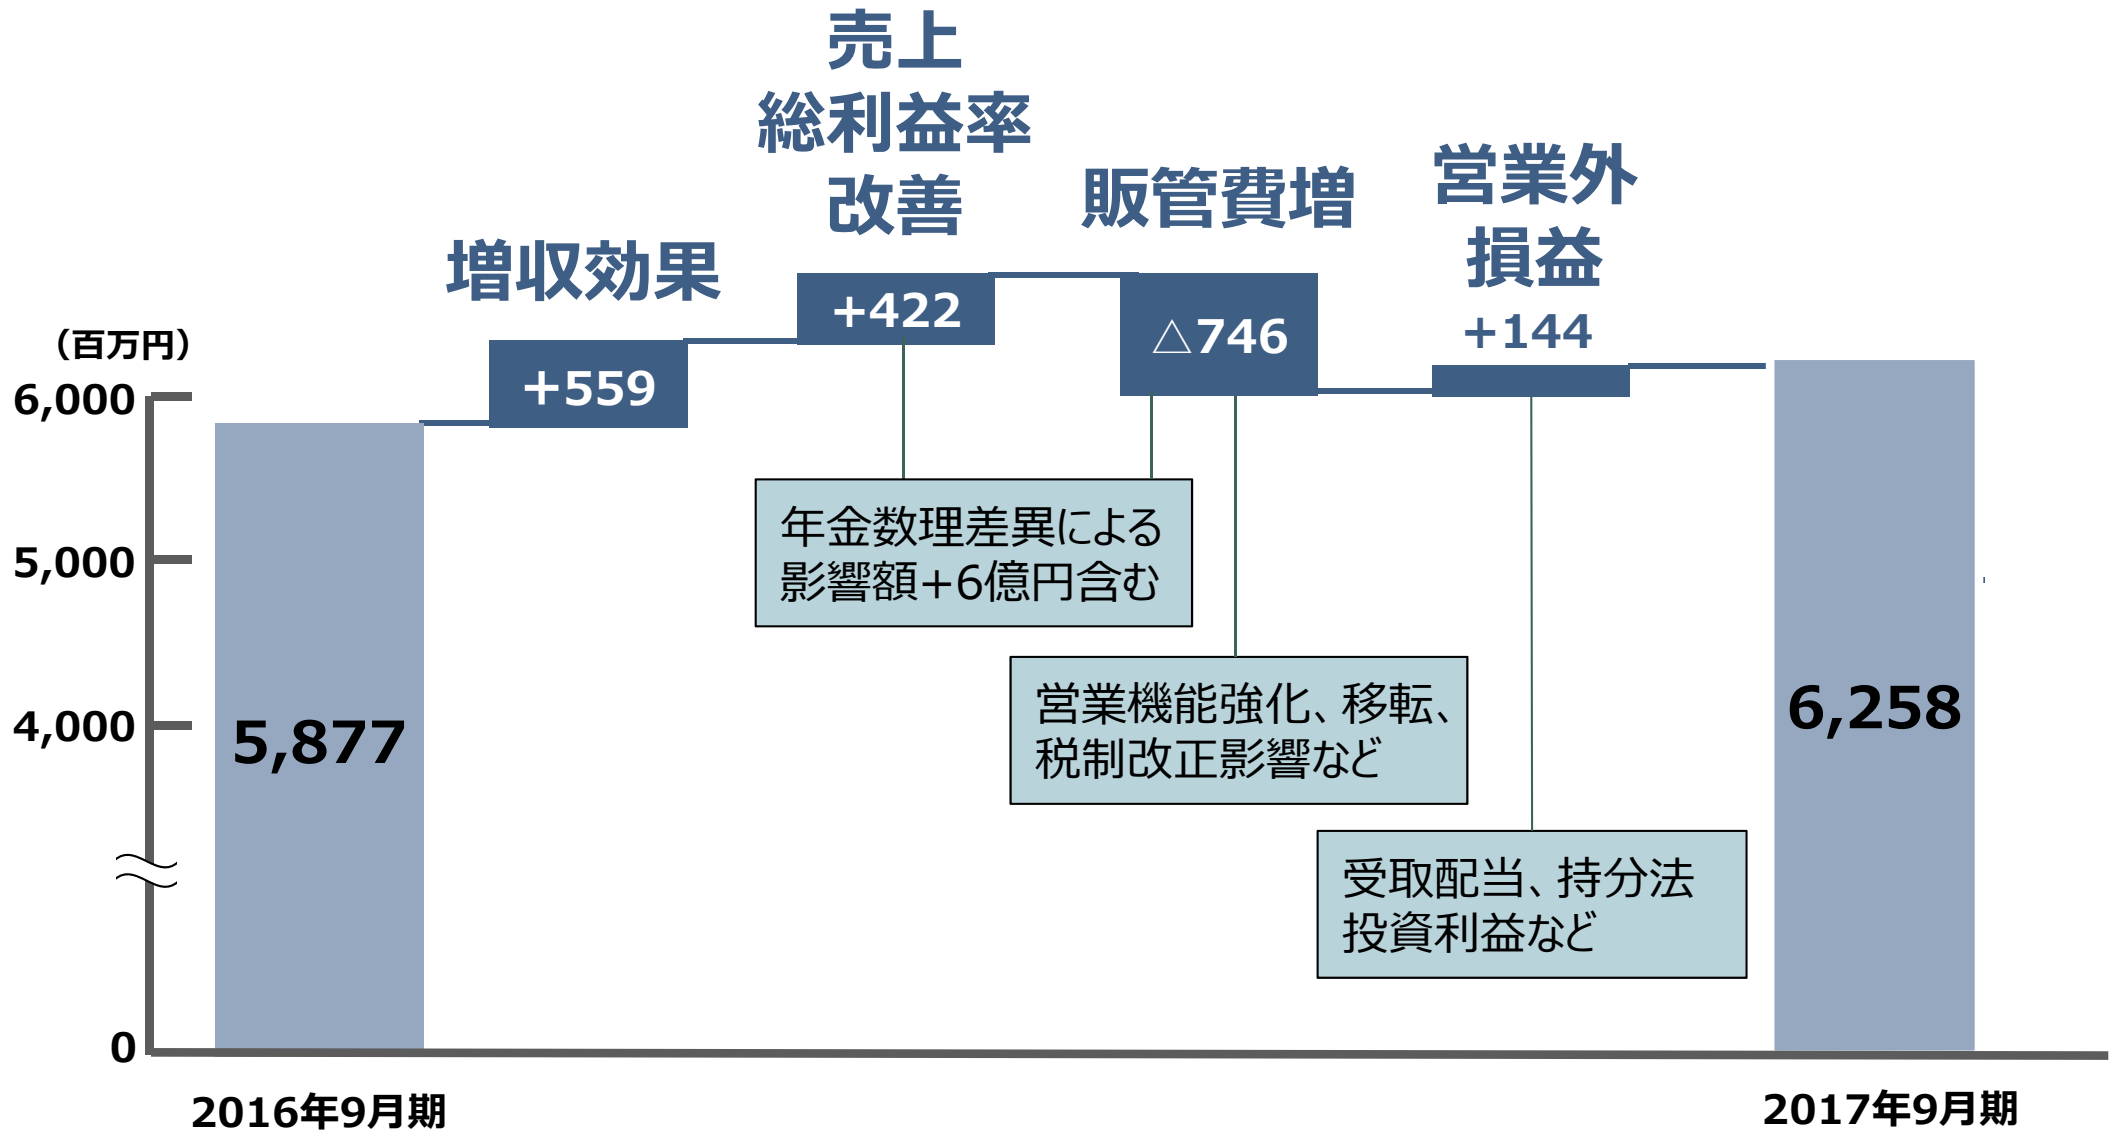 売上
総利益率
改善
増収効果
販管費増
営業外
損益
+559
+422
△746
+144
（百万円）
6,000
5,000
4,000
0
5,877
6,258
年金数理差異による
影響額+6億円含む
営業機能強化、移転、
税制改正影響など
受取配当、持分法
投資利益など
2016年9月期
2017年9月期